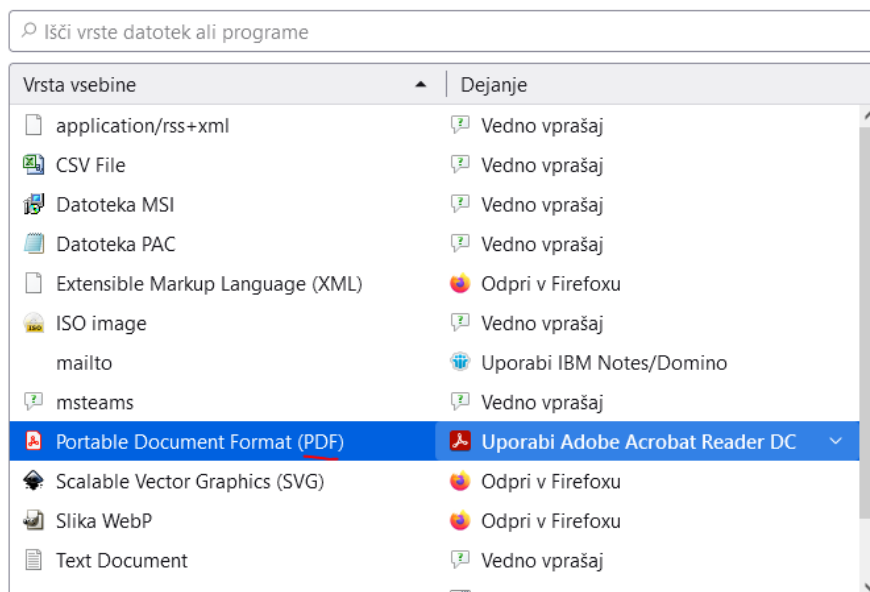 Išči vrste datotek ali programe
Vrsta vsebine Dejanje
application/rss+xml Vedno vprašaj
CSV File Vedno vprašaj
Datoteka MSI Vedno vprašaj
Datoteka PAC Vedno vprašaj
Extensible Markup Language (XML) Odpri v Firefoxu
ISO image Vedno vprašaj
mailto Uporabi IBM Notes/Domino
msteams Vedno vprašaj
Portable Document Format (PDF) Uporabi Adobe Acrobat Reader DC
Scalable Vector Graphics (SVG) Odpri v Firefoxu
Slika WebP Odpri v Firefoxu
Text Document Vedno vprašaj